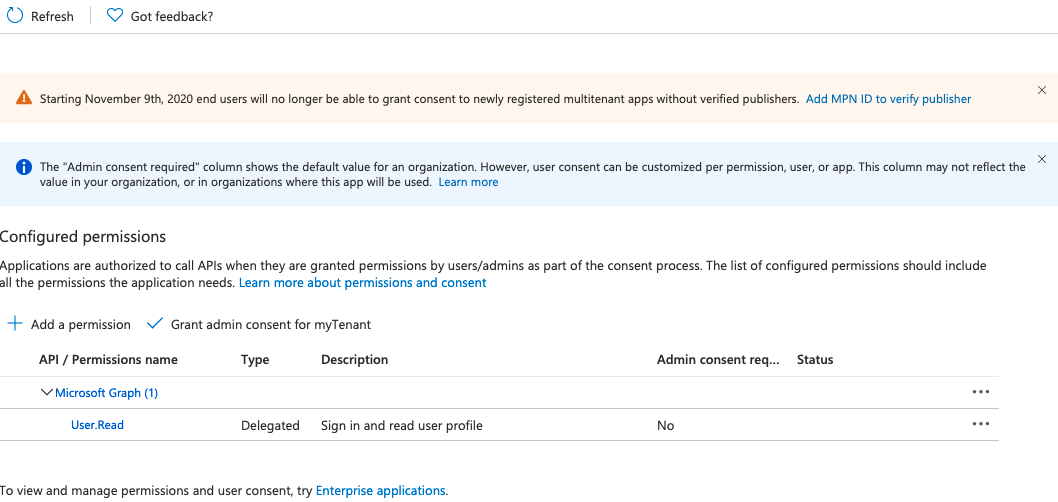 Refresh
Got feedback?
Starting November 9th, 2020 end users will no longer be able to grant consent to newly registered multitenant apps without verified publishers. Add MPN ID to verify publisher
The "Admin consent required" column shows the default value for an organization. However, user consent can be customized per permission, user, or app. This column may not reflect the
value in your organization, or in organizations where this app will be used. Learn more
Configured permissions
Applications are authorized to call APIs when they are granted permissions by users/admins as part of the consent process. The list of configured permissions should include
all the permissions the application needs. Learn more about permissions and consent
Add a permission
Grant admin consent for myTenant
API / Permissions name Type Description Admin consent req... Status
Microsoft Graph (1)
User.Read Delegated Sign in and read user profile No
To view and manage permissions and user consent, try Enterprise applications.